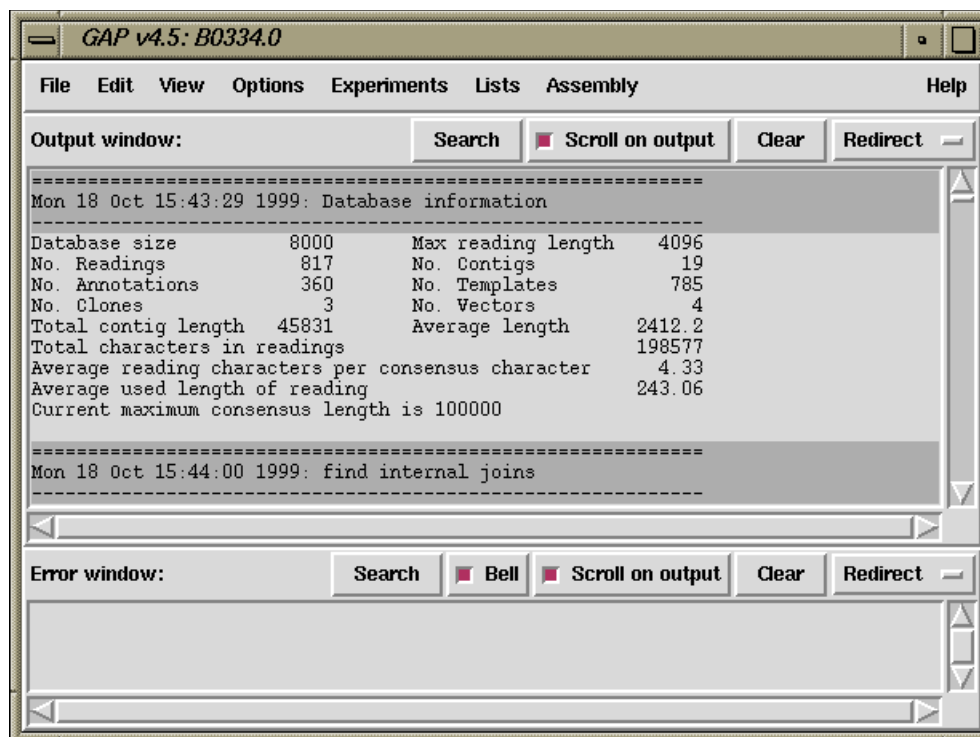 GAP v4.5: B0334.0
File Edit View Options Experiments Lists Assembly Help
Output window: Search Scroll on output Clear Redirect
============================================================
Mon 18 Oct 15:43:29 1999: Database information
------------------------------------------------------------
Database size 8000 Max reading length 4096
No. Readings 817 No. Contigs 19
No. Annotations 360 No. Templates 785
No. Clones 3 No. Vectors 4
Total contig length 45831 Average length 2412.2
Total characters in readings 198577
Average reading characters per consensus character 4.33
Average used length of reading 243.06
Current maximum consensus length is 100000
============================================================
Mon 18 Oct 15:44:00 1999: find internal joins
------------------------------------------------------------
Error window: Search Bell Scroll on output Clear Redirect